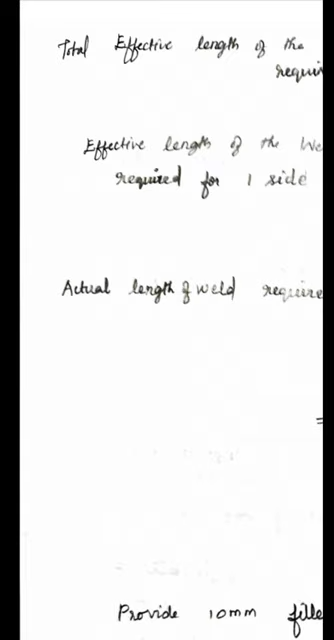 Total Effective length of the
requir
Effective length of the We
required for 1 side
Actual length of weld require
=
Provide 10mm fille